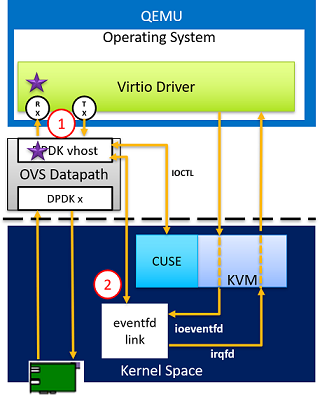 QEMU
Operating System
Virtio Driver
R
X
T
X
1
PDK vhost
OVS Datapath
DPDK x
IOCTL
CUSE
KVM
2
eventfd
link
ioeventfd
irqfd
Kernel Space